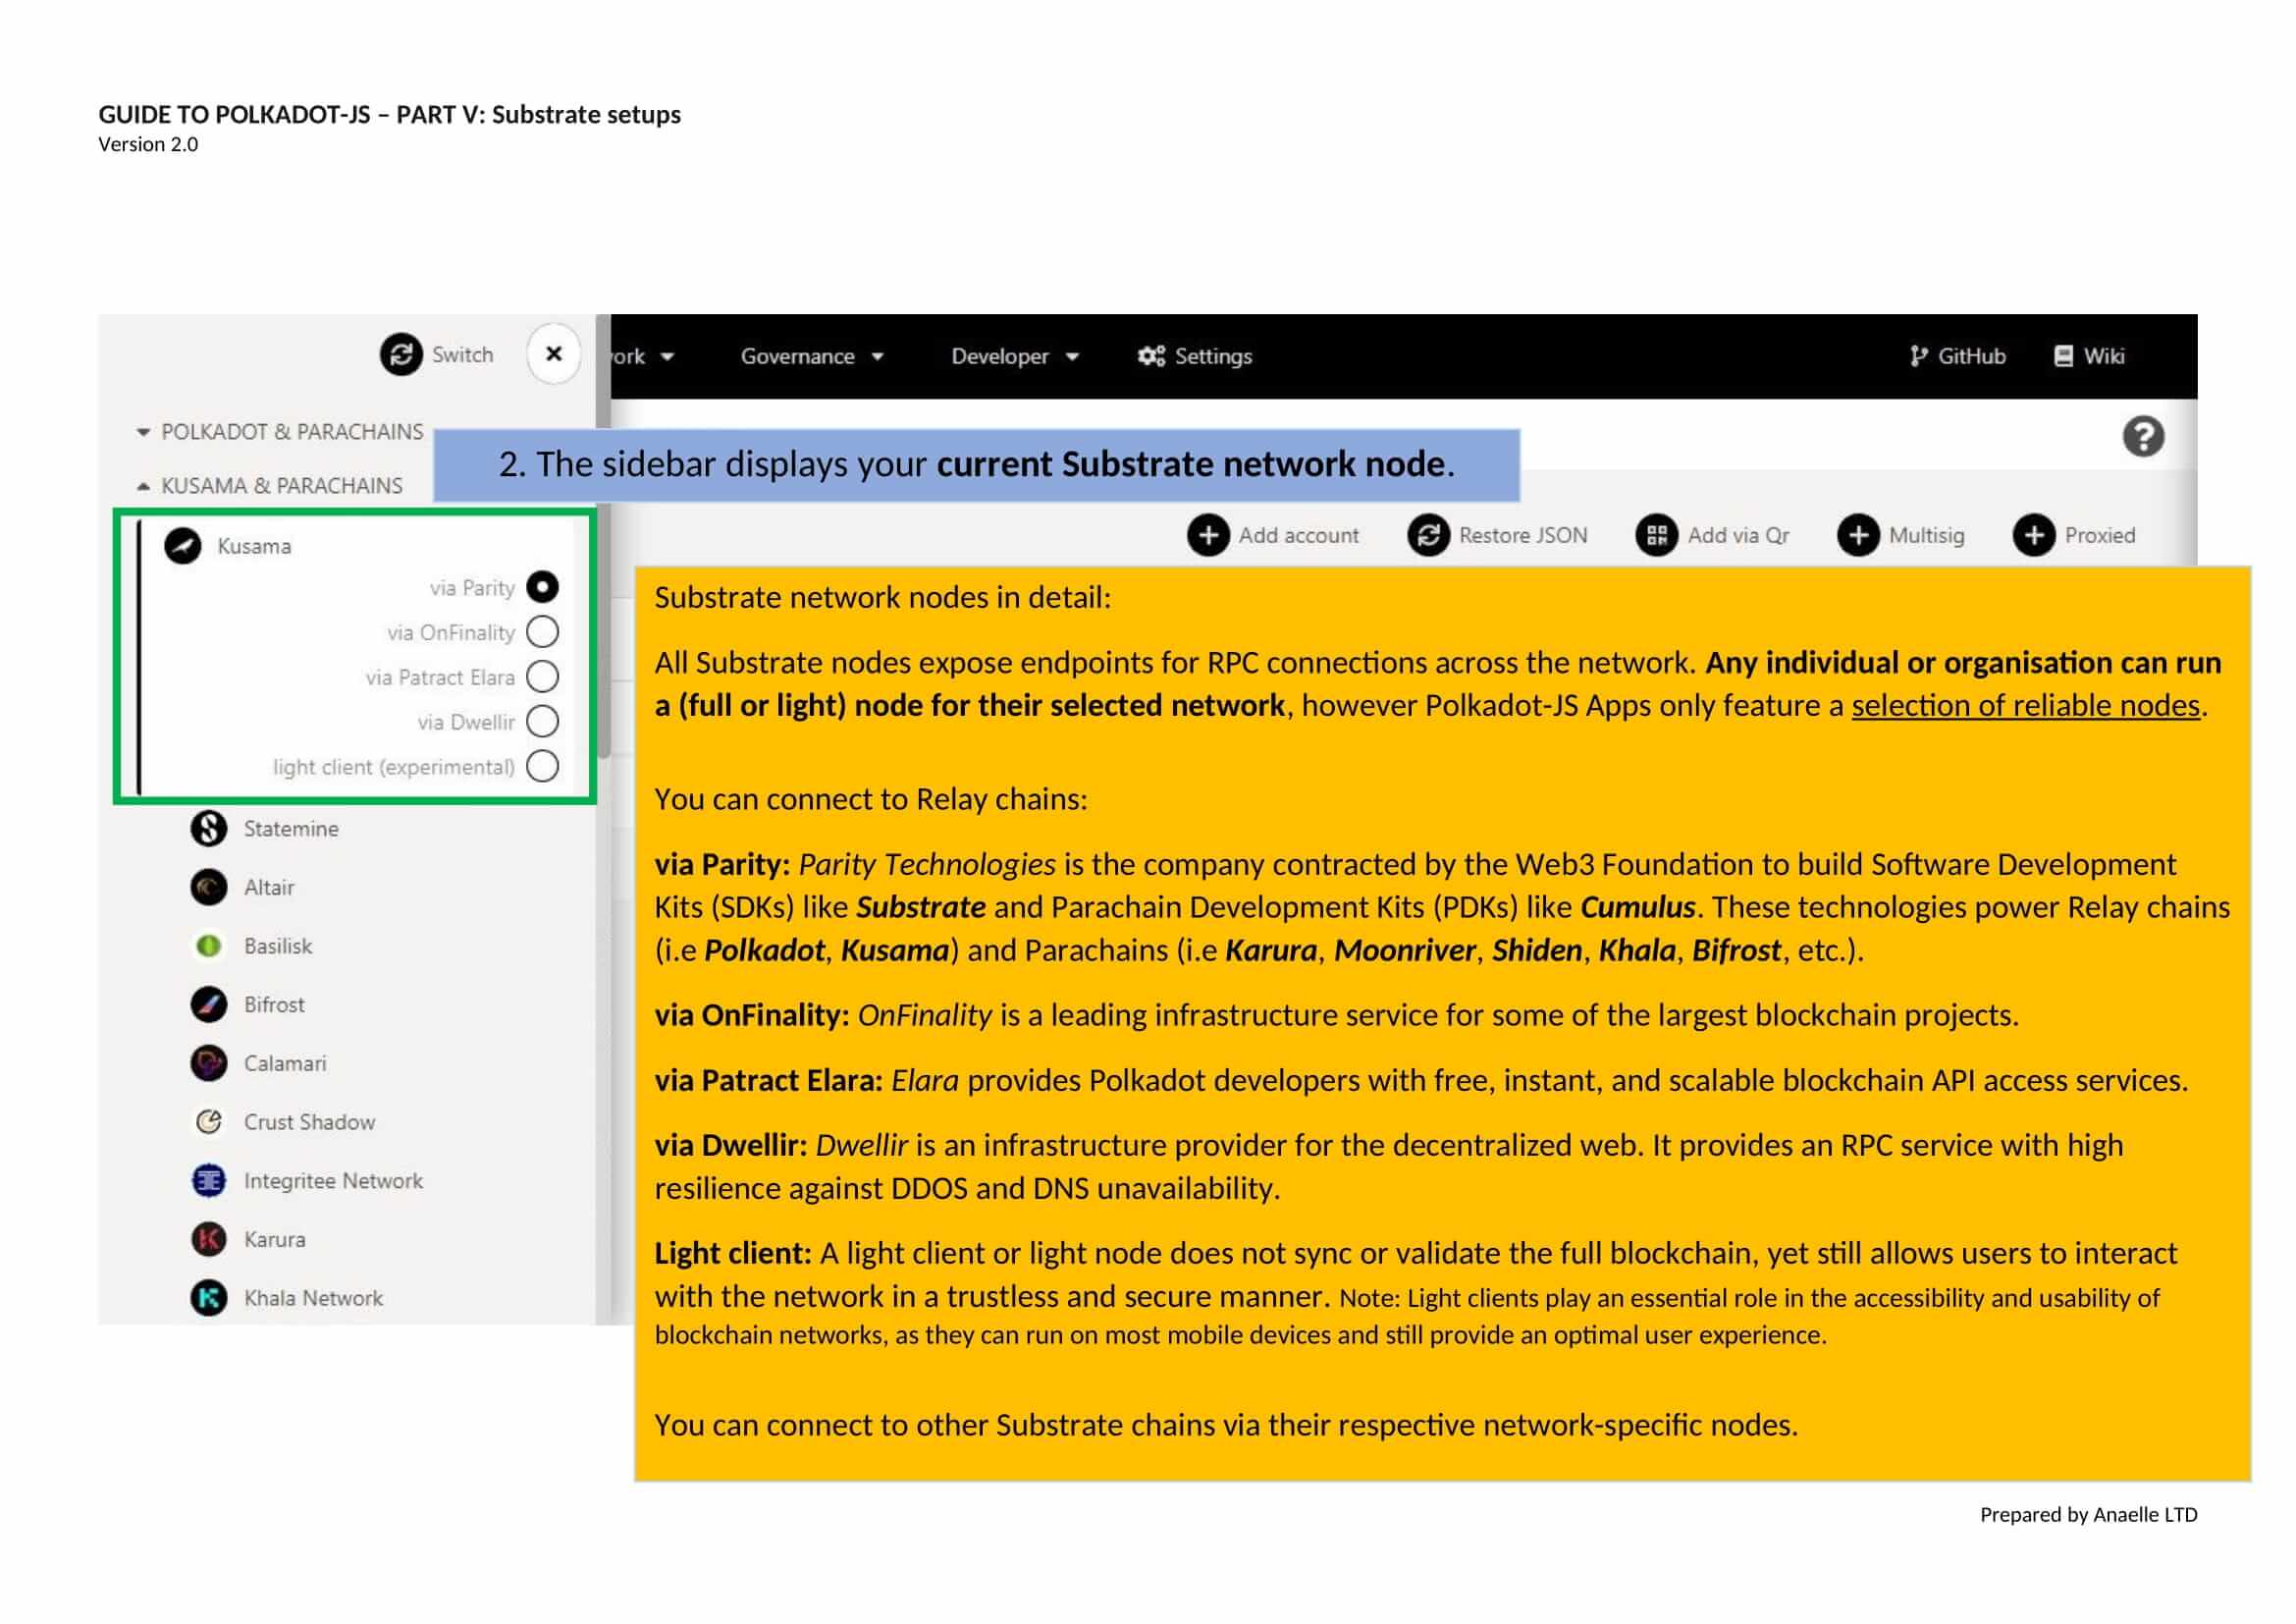 GUIDE TO POLKADOT-JS – PART V: Substrate setups
Version 2.0
Switch
ork
Governance
Developer
Settings
GitHub
Wiki
POLKADOT & PARACHAINS
2. The sidebar displays your current Substrate network node.
KUSAMA & PARACHAINS
Add account
Restore JSON
Add via Qr
Multisig
Proxied
Kusama
via Parity
via OnFinality
via Patract Elara
via Dwellir
light client (experimental)
Statemine
Altair
Basilisk
Bifrost
Calamari
Crust Shadow
Integritee Network
Karura
Khala Network
Substrate network nodes in detail:
All Substrate nodes expose endpoints for RPC connections across the network. Any individual or organisation can run
a (full or light) node for their selected network, however Polkadot-JS Apps only feature a selection of reliable nodes.
You can connect to Relay chains:
via Parity: Parity Technologies is the company contracted by the Web3 Foundation to build Software Development
Kits (SDKs) like Substrate and Parachain Development Kits (PDKs) like Cumulus. These technologies power Relay chains
(i.e Polkadot, Kusama) and Parachains (i.e Karura, Moonriver, Shiden, Khala, Bifrost, etc.).
via OnFinality: OnFinality is a leading infrastructure service for some of the largest blockchain projects.
via Patract Elara: Elara provides Polkadot developers with free, instant, and scalable blockchain API access services.
via Dwellir: Dwellir is an infrastructure provider for the decentralized web. It provides an RPC service with high
resilience against DDOS and DNS unavailability.
Light client: A light client or light node does not sync or validate the full blockchain, yet still allows users to interact
with the network in a trustless and secure manner. Note: Light clients play an essential role in the accessibility and usability of
blockchain networks, as they can run on most mobile devices and still provide an optimal user experience.
You can connect to other Substrate chains via their respective network-specific nodes.
Prepared by Anaelle LTD